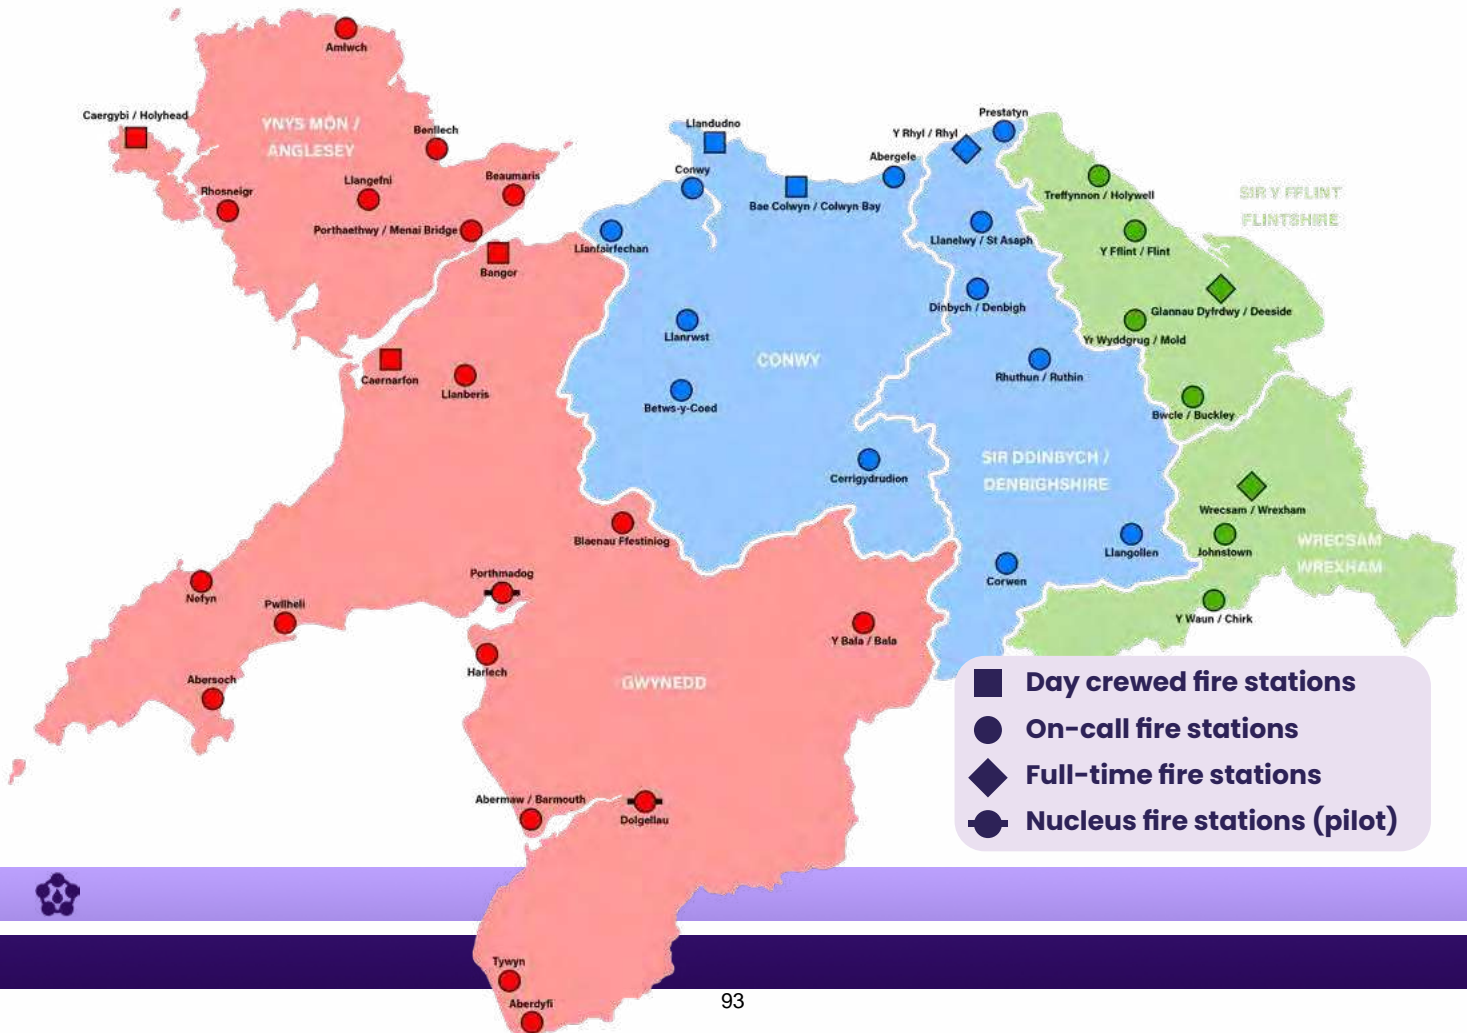 Amlwch
Caergybi / Holyhead
YNYS MÔN /
ANGLESEY
Benllech
Rhosneigr
Llangefni
Beaumaris
Porthaethwy / Menai Bridge
Bangor
Caernarfon
Llanberis
Llandudno
Conwy
Bae Colwyn / Colwyn Bay
Abergele
Llanfairfechan
Llanrwst
CONWY
Betws-y-Coed
Cerrigydrudion
Y Rhyl / Rhyl
Prestatyn
Llanelwy / St Asaph
Dinbych / Denbigh
Rhuthun / Ruthin
SIR DDINBYCH /
DENBIGHSHIRE
Llangollen
Corwen
Treffynnon / Holywell
SIR Y FFLINT
FLINTSHIRE
Y Fflint / Flint
Glannau Dyfrdwy / Deeside
Yr Wyddgrug / Mold
Bwcle / Buckley
Wrecsam / Wrexham
Johnstown
WRECSAM
WREXHAM
Y Waun / Chirk
Blaenau Ffestiniog
Porthmadog
Nefyn
Pwllheli
Abersoch
Harlech
Y Bala / Bala
GWYNEDD
Abermaw / Barmouth
Dolgellau
Tywyn
Aberdyfi
Day crewed fire stations
On-call fire stations
Full-time fire stations
Nucleus fire stations (pilot)
93